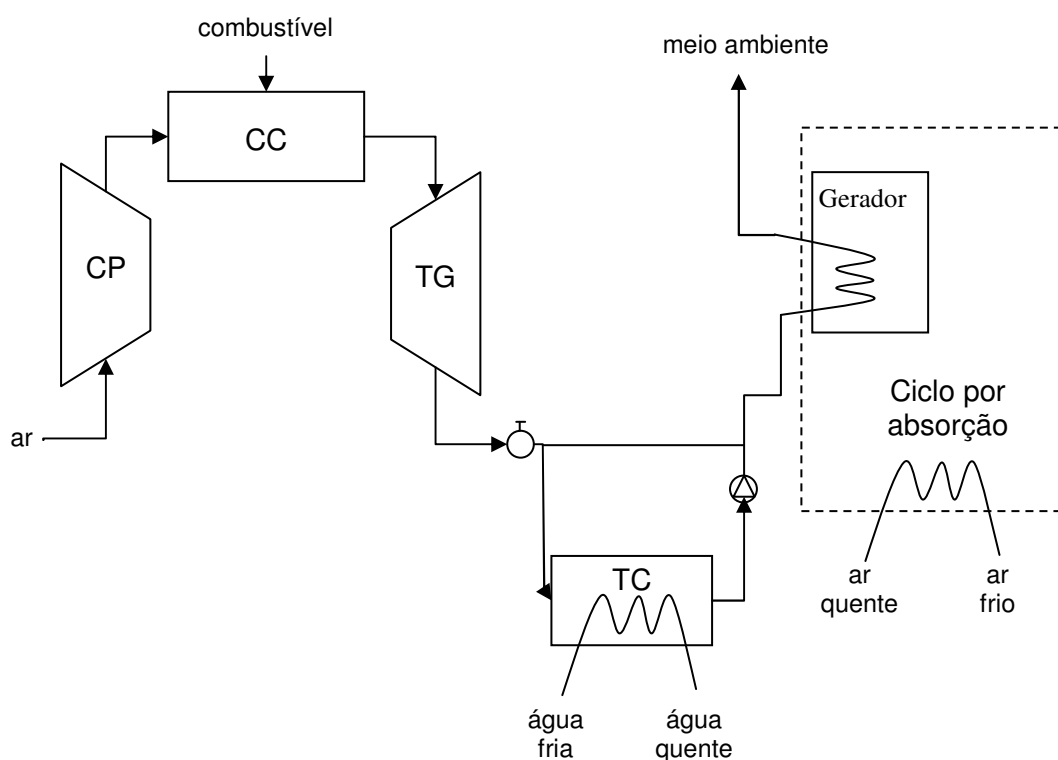 combustível
meio ambiente
CC
Gerador
CP
TG
Ciclo por
absorção
ar
TC
ar
quente
ar
frio
água
fria
água
quente